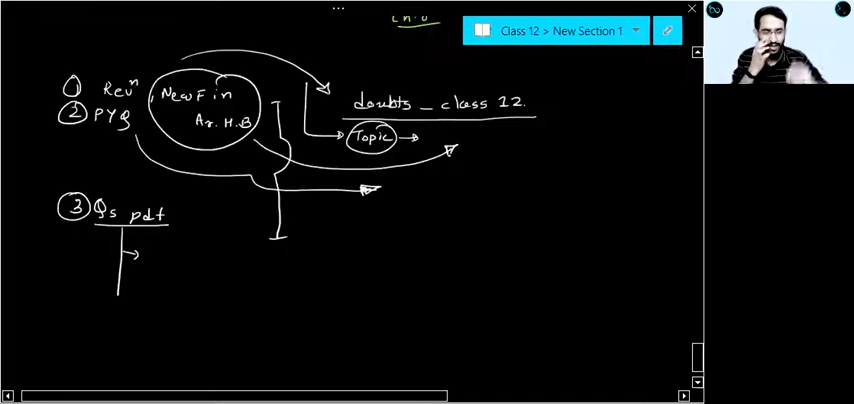 Class 12 > New Section 1
① Revⁿ
② PYQ
New Fin
Ar. H.B
doubts _ class 12.
Topic →
③ Qs pdf